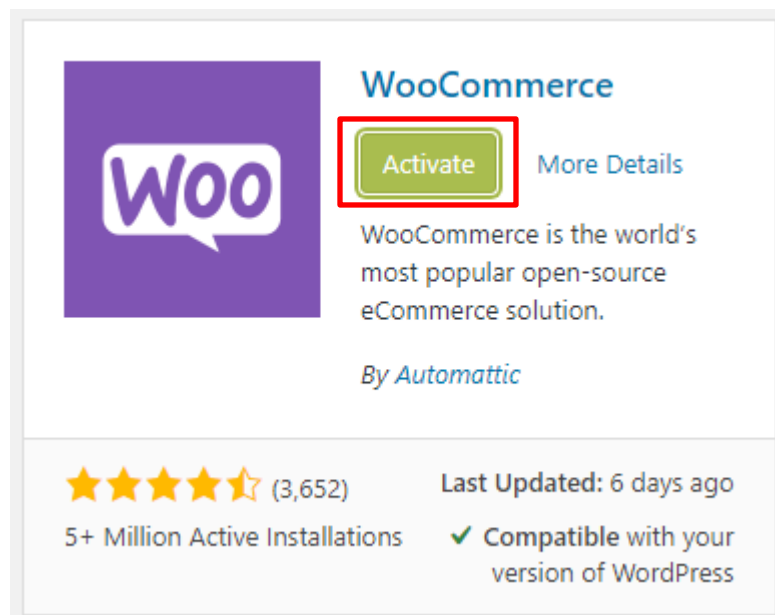 WOO
WooCommerce
Activate
More Details
WooCommerce is the world's
most popular open-source
eCommerce solution.
By Automattic
(3,652)
5+ Million Active Installations
Last Updated: 6 days ago
Compatible with your
version of WordPress